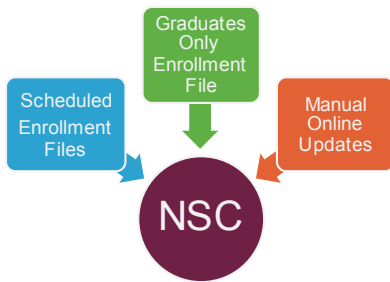 Graduates
Only
Enrollment
File
Scheduled
Enrollment
Files
Manual
Online
Updates
NSC